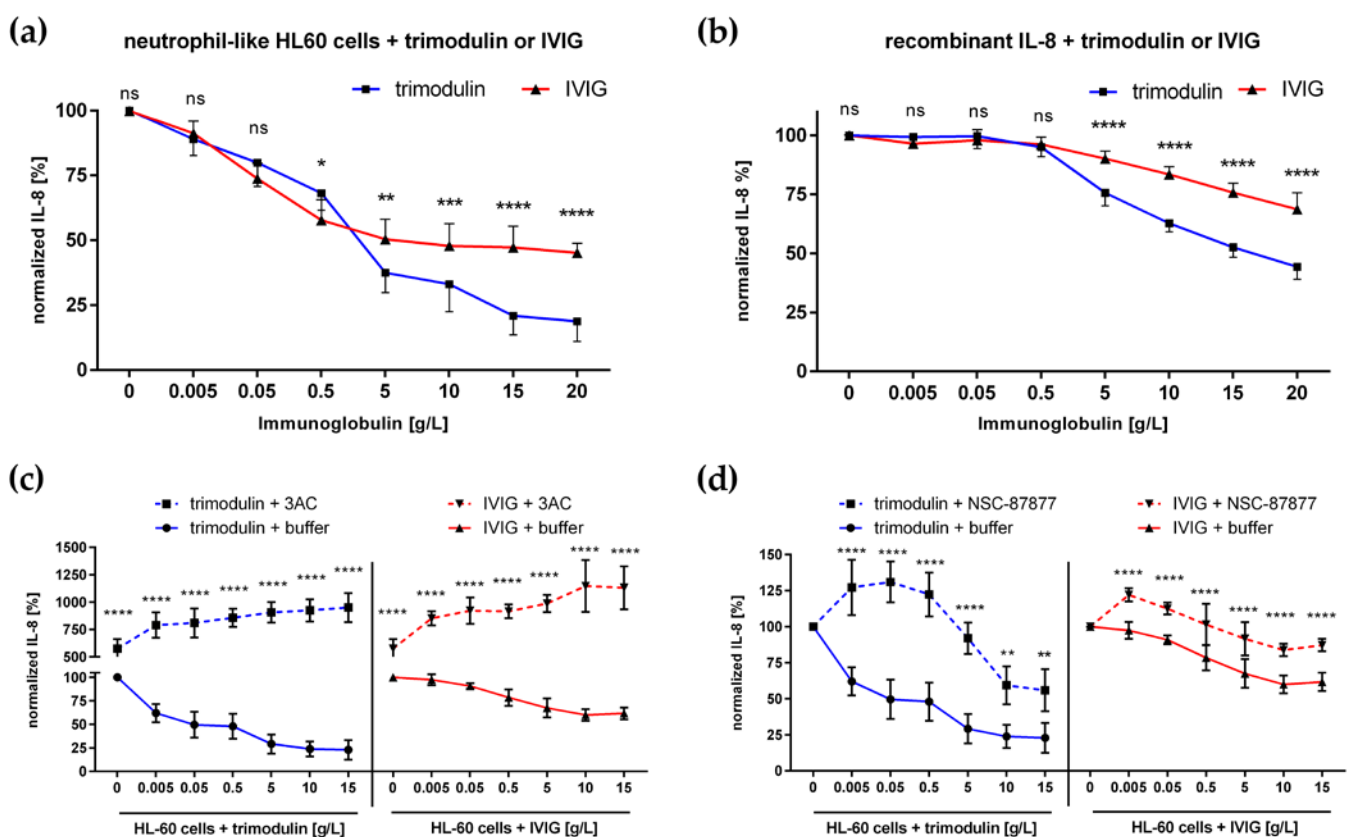 (a)
neutrophil-like HL60 cells + trimodulin or IVIG
trimodulin IVIG
ns ns ns * ** *** **** ****
normalized IL-8 [%]
100
75
50
25
0
0 0.005 0.05 0.5 5 10 15 20
Immunoglobulin [g/L]
(b)
recombinant IL-8 + trimodulin or IVIG
trimodulin IVIG
ns ns ns ns **** **** **** ****
normalized IL-8 %]
100
75
50
25
0
0 0.005 0.05 0.5 5 10 15 20
Immunoglobulin [g/L]
(c)
trimodulin + 3AC IVIG + 3AC
trimodulin + buffer IVIG + buffer
normalized IL-8 [%]
1500
1250
1000
750
500
100
75
50
25
0
**** **** **** **** **** **** ****
**** **** **** **** **** **** ****
0 0.005 0.05 0.5 5 10 15 0 0.005 0.05 0.5 5 10 15
HL-60 cells + trimodulin [g/L] HL-60 cells + IVIG [g/L]
(d)
trimodulin + NSC-87877 IVIG + NSC-87877
trimodulin + buffer IVIG + buffer
normalized IL-8 [%]
150
125
100
75
50
25
0
**** **** **** **** ** **
**** **** **** **** **** ****
0 0.005 0.05 0.5 5 10 15 0 0.005 0.05 0.5 5 10 15
HL-60 cells + trimodulin [g/L] HL-60 cells + IVIG [g/L]